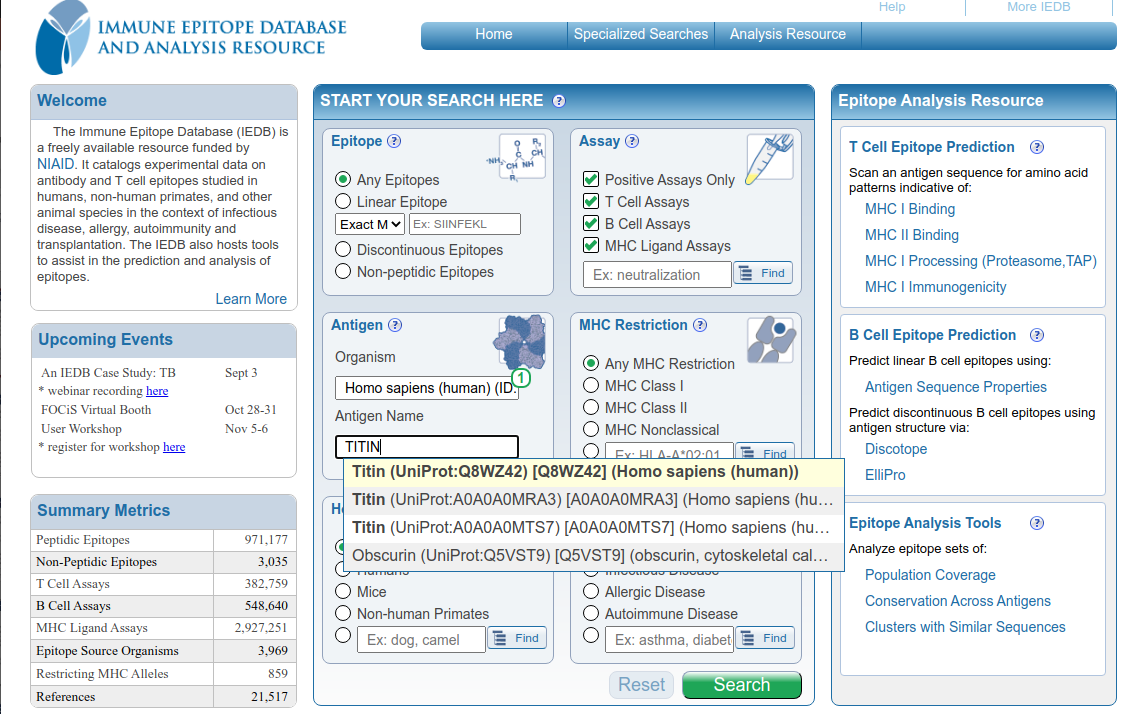 Help
More IEDB
IMMUNE EPITOPE DATABASE
AND ANALYSIS RESOURCE
Home
Specialized Searches
Analysis Resource
Welcome
The Immune Epitope Database (IEDB) is
a freely available resource funded by
NIAID. It catalogs experimental data on
antibody and T cell epitopes studied in
humans, non-human primates, and other
animal species in the context of infectious
disease, allergy, autoimmunity and
transplantation. The IEDB also hosts tools
to assist in the prediction and analysis of
epitopes.
Learn More
Upcoming Events
An IEDB Case Study: TB Sept 3
* webinar recording here
FOCiS Virtual Booth Oct 28-31
User Workshop Nov 5-6
* register for workshop here
Summary Metrics
Peptidic Epitopes 971,177
Non-Peptidic Epitopes 3,035
T Cell Assays 382,759
B Cell Assays 548,640
MHC Ligand Assays 2,927,251
Epitope Source Organisms 3,969
Restricting MHC Alleles 859
References 21,517
START YOUR SEARCH HERE ?
Epitope ?
Any Epitopes
Linear Epitope
Exact M Ex: SIINFEKL
Discontinuous Epitopes
Non-peptidic Epitopes
Assay ?
Positive Assays Only
T Cell Assays
B Cell Assays
MHC Ligand Assays
Ex: neutralization Find
Antigen ?
Organism
Homo sapiens (human) (ID:
1
Antigen Name
TITIN
Titin (UniProt:Q8WZ42) [Q8WZ42] (Homo sapiens (human))
Titin (UniProt:A0A0A0MRA3) [A0A0A0MRA3] (Homo sapiens (hu…
Titin (UniProt:A0A0A0MTS7) [A0A0A0MTS7] (Homo sapiens (hu…
Obscurin (UniProt:Q5VST9) [Q5VST9] (obscurin, cytoskeletal cal…
MHC Restriction ?
Any MHC Restriction
MHC Class I
MHC Class II
MHC Nonclassical
Ex: HLA-A*02:01 Find
Humans
Mice
Non-human Primates
Ex: dog, camel Find
Infectious Disease
Allergic Disease
Autoimmune Disease
Ex: asthma, diabet Find
Reset
Search
Epitope Analysis Resource
T Cell Epitope Prediction ?
Scan an antigen sequence for amino acid
patterns indicative of:
MHC I Binding
MHC II Binding
MHC I Processing (Proteasome,TAP)
MHC I Immunogenicity
B Cell Epitope Prediction ?
Predict linear B cell epitopes using:
Antigen Sequence Properties
Predict discontinuous B cell epitopes using
antigen structure via:
Discotope
ElliPro
Epitope Analysis Tools ?
Analyze epitope sets of:
Population Coverage
Conservation Across Antigens
Clusters with Similar Sequences